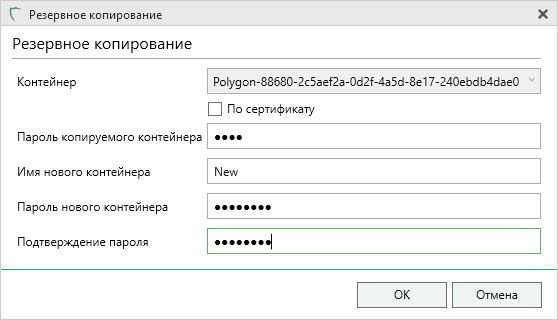 Резервное копирование
Резервное копирование
Контейнер
Polygon-88680-2c5aef2a-0d2f-4a5d-8e17-240ebdb4dae0
По сертификату
Пароль копируемого контейнера
●●●●
Имя нового контейнера
New
Пароль нового контейнера
●●●●●●●●
Подтверждение пароля
●●●●●●●●
ОК
Отмена